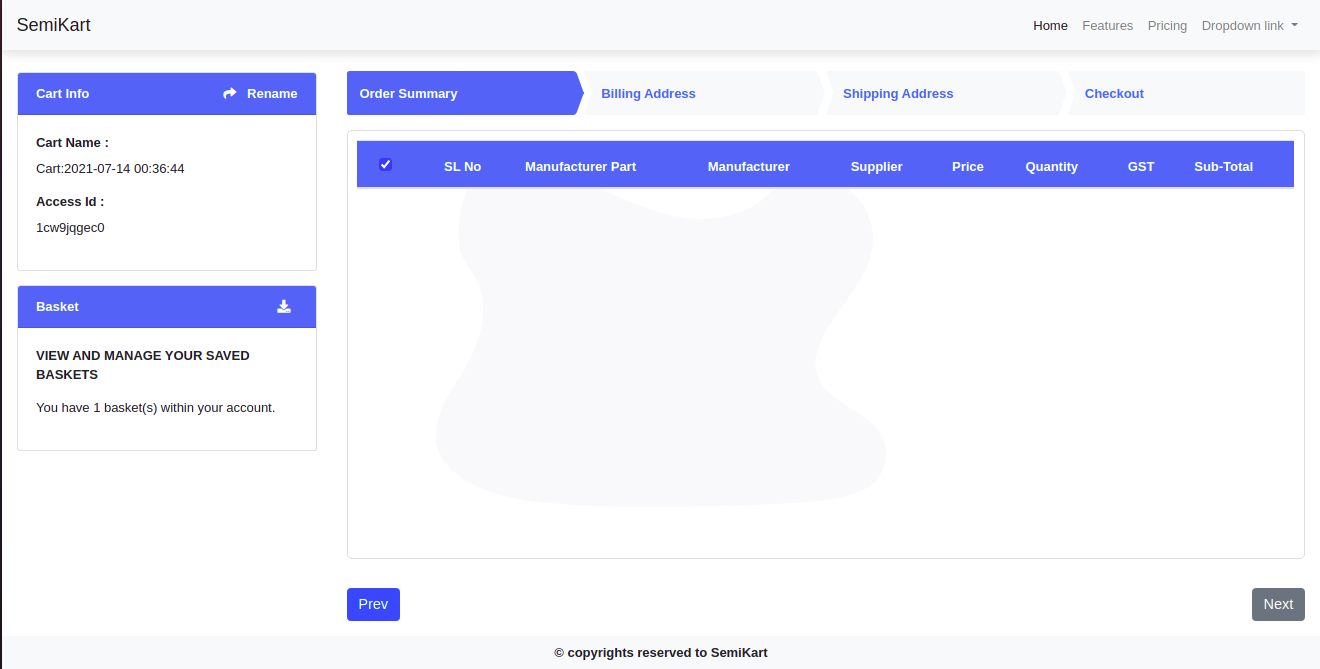 SemiKart
Home Features Pricing Dropdown link
Cart Info Rename
Cart Name :
Cart:2021-07-14 00:36:44
Access Id :
1cw9jqgec0
Basket
VIEW AND MANAGE YOUR SAVED
BASKETS
You have 1 basket(s) within your account.
Order Summary Billing Address Shipping Address Checkout
SL No Manufacturer Part Manufacturer Supplier Price Quantity GST Sub-Total
Prev
Next
© copyrights reserved to SemiKart